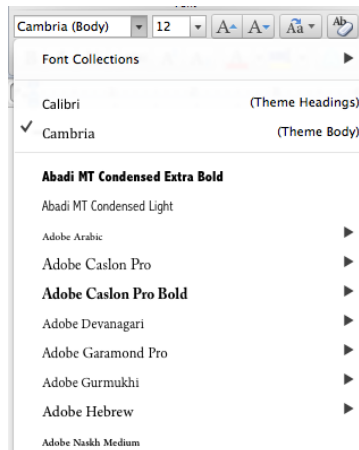 Cambria (Body) 12 A A Aa Ab
Font Collections
Calibri (Theme Headings)
Cambria (Theme Body)
Abadi MT Condensed Extra Bold
Abadi MT Condensed Light
Adobe Arabic
Adobe Caslon Pro
Adobe Caslon Pro Bold
Adobe Devanagari
Adobe Garamond Pro
Adobe Gurmukhi
Adobe Hebrew
Adobe Naskh Medium